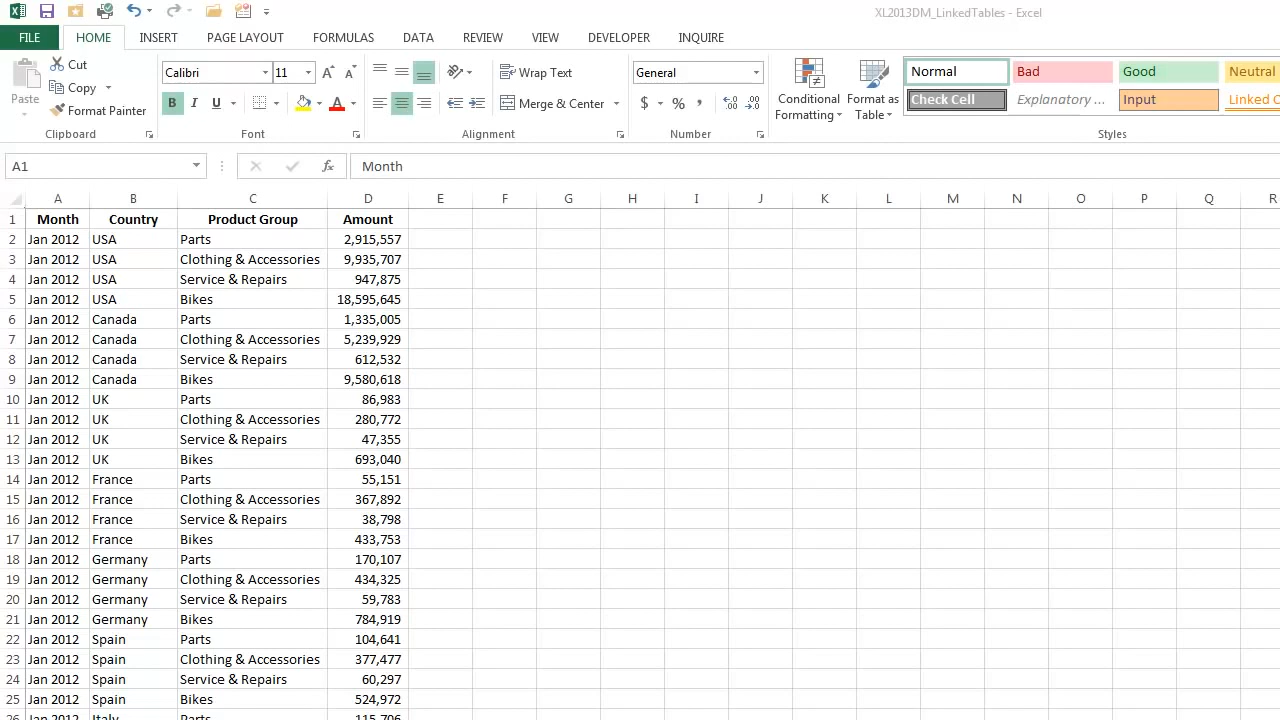 XL2013DM_LinkedTables - Excel
FILE HOME INSERT PAGE LAYOUT FORMULAS DATA REVIEW VIEW DEVELOPER INQUIRE
Paste
Cut
Copy
Format Painter
Clipboard
Calibri 11
B I U
Font
Wrap Text
Merge & Center
Alignment
General
$ % ,
Number
Conditional Formatting
Format as Table
Normal Bad Good Neutral
Check Cell Explanatory ... Input Linked C
Styles
A1 fx Month
A B C D E F G H I J K L M N O P Q R
1 Month Country Product Group Amount
2 Jan 2012 USA Parts 2,915,557
3 Jan 2012 USA Clothing & Accessories 9,935,707
4 Jan 2012 USA Service & Repairs 947,875
5 Jan 2012 USA Bikes 18,595,645
6 Jan 2012 Canada Parts 1,335,005
7 Jan 2012 Canada Clothing & Accessories 5,239,929
8 Jan 2012 Canada Service & Repairs 612,532
9 Jan 2012 Canada Bikes 9,580,618
10 Jan 2012 UK Parts 86,983
11 Jan 2012 UK Clothing & Accessories 280,772
12 Jan 2012 UK Service & Repairs 47,355
13 Jan 2012 UK Bikes 693,040
14 Jan 2012 France Parts 55,151
15 Jan 2012 France Clothing & Accessories 367,892
16 Jan 2012 France Service & Repairs 38,798
17 Jan 2012 France Bikes 433,753
18 Jan 2012 Germany Parts 170,107
19 Jan 2012 Germany Clothing & Accessories 434,325
20 Jan 2012 Germany Service & Repairs 59,783
21 Jan 2012 Germany Bikes 784,919
22 Jan 2012 Spain Parts 104,641
23 Jan 2012 Spain Clothing & Accessories 377,477
24 Jan 2012 Spain Service & Repairs 60,297
25 Jan 2012 Spain Bikes 524,972
26 Jan 2012 Italy Parts 115,706